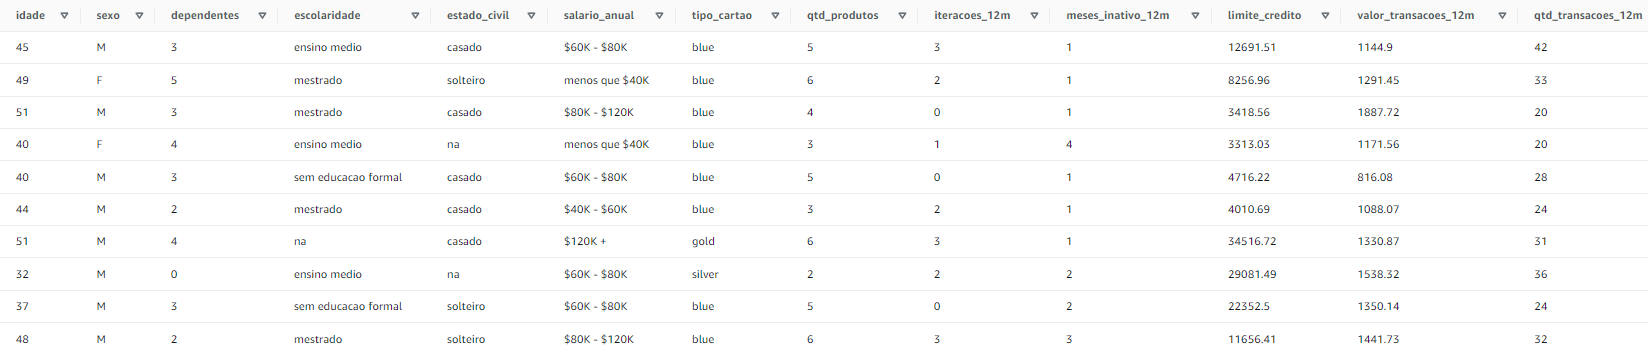 idade sexo dependentes escolaridade estado_civil salario_anual tipo_cartao qtd_produtos iteracoes_12m meses_inativo_12m limite_credito valor_transacoes_12m qtd_transacoes_12m
45 M 3 ensino medio casado $60K - $80K blue 5 3 1 12691.51 1144.9 42
49 F 5 mestrado solteiro menos que $40K blue 6 2 1 8256.96 1291.45 33
51 M 3 mestrado casado $80K - $120K blue 4 0 1 3418.56 1887.72 20
40 F 4 ensino medio na menos que $40K blue 3 1 4 3313.03 1171.56 20
40 M 3 sem educacao formal casado $60K - $80K blue 5 0 1 4716.22 816.08 28
44 M 2 mestrado casado $40K - $60K blue 3 2 1 4010.69 1088.07 24
51 M 4 na casado $120K + gold 6 3 1 34516.72 1330.87 31
32 M 0 ensino medio na $60K - $80K silver 2 2 2 29081.49 1538.32 36
37 M 3 sem educacao formal solteiro $60K - $80K blue 5 0 2 22352.5 1350.14 24
48 M 2 mestrado solteiro $80K - $120K blue 6 3 3 11656.41 1441.73 32